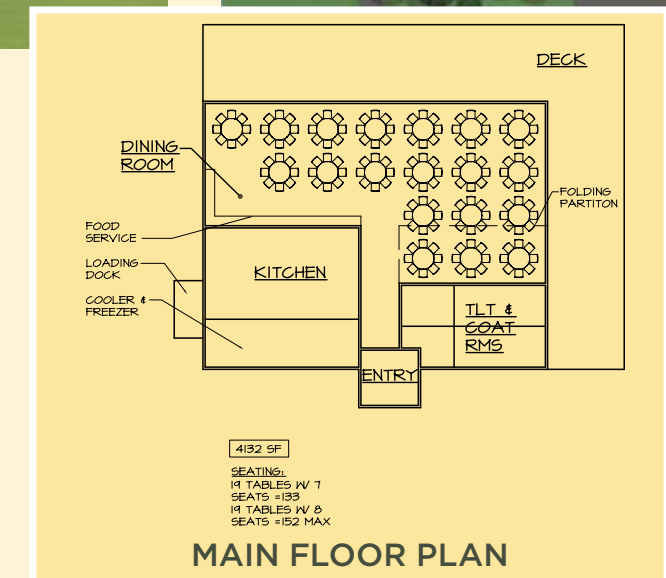 DECK
DINING
ROOM
FOLDING
PARTITON
FOOD
SERVICE
LOADING
DOCK
KITCHEN
COOLER &
FREEZER
TLT &
COAT
RMS
ENTRY
4132 SF
SEATING:
19 TABLES W/ 7
SEATS =133
19 TABLES W/ 8
SEATS =152 MAX
MAIN FLOOR PLAN